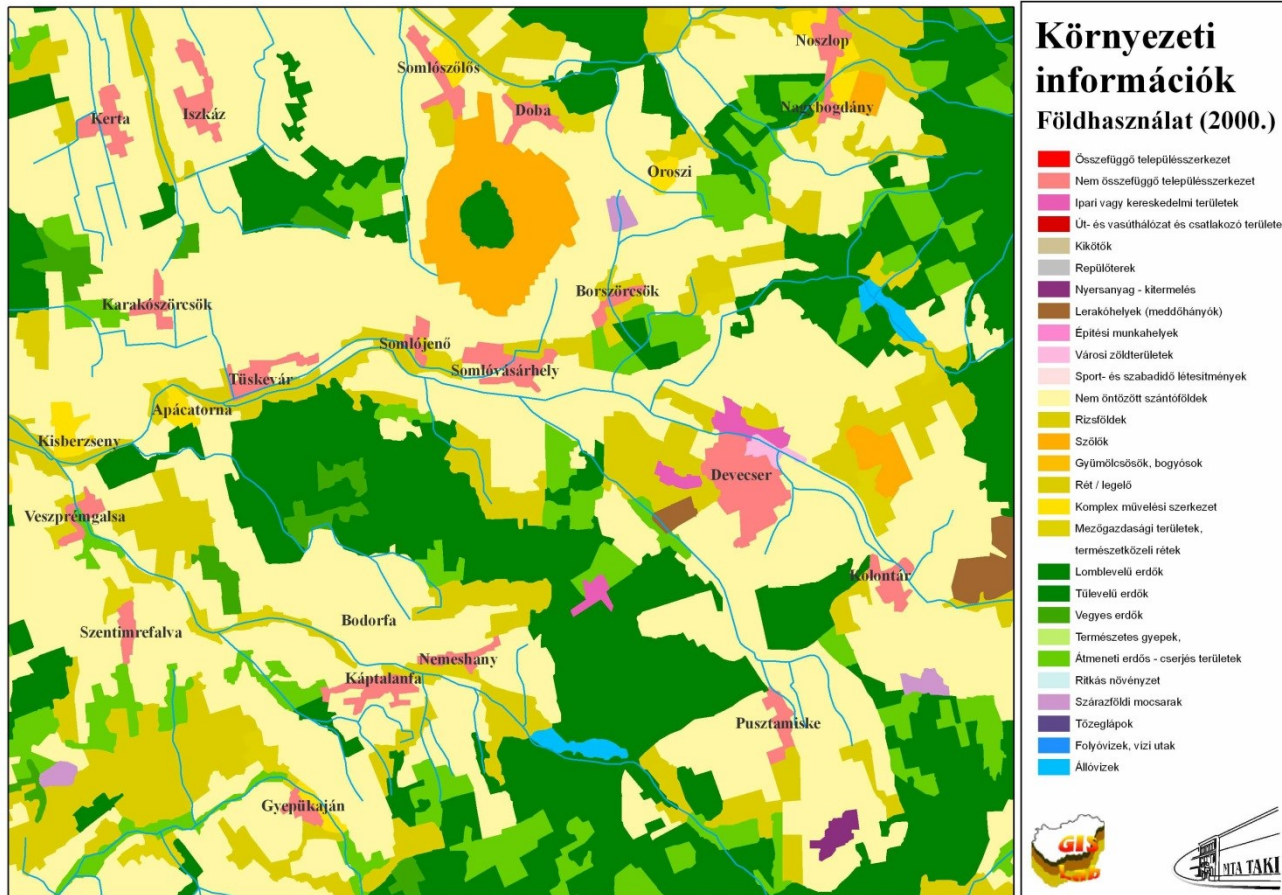 Noszlop
Somlószőlős
Doba
Nagybogdány
Kerta
Iszkáz
Oroszi
Karakószörcsök
Borszörcsök
Somlójenő
Somlóvásárhely
Tüskevár
Apácatorna
Kisberzseny
Devecser
Veszprémgalsa
Kolontár
Bodorfa
Szentimrefalva
Nemeshany
Káptalanfa
Pusztamiske
Gyepükaján
Környezeti
információk
Földhasználat (2000.)
Összefüggő településszerkezet
Nem összefüggő településszerkezet
Ipari vagy kereskedelmi területek
Út- és vasúthálózat és csatlakozó területe
Kikötők
Repülőterek
Nyersanyag - kitermelés
Lerakóhelyek (meddőhányók)
Építési munkahelyek
Városi zöldterületek
Sport- és szabadidő létesítmények
Nem öntözött szántóföldek
Rizsföldek
Szőlők
Gyümölcsösök, bogyósok
Rét / legelő
Komplex művelési szerkezet
Mezőgazdasági területek,
természetközeli rétek
Lomblevelű erdők
Tűlevelű erdők
Vegyes erdők
Természetes gyepek,
Átmeneti erdős - cserjés területek
Ritkás növényzet
Szárazföldi mocsarak
Tőzeglápok
Folyóvizek, vízi utak
Állóvizek
GIS
Lab
MTA TAKI